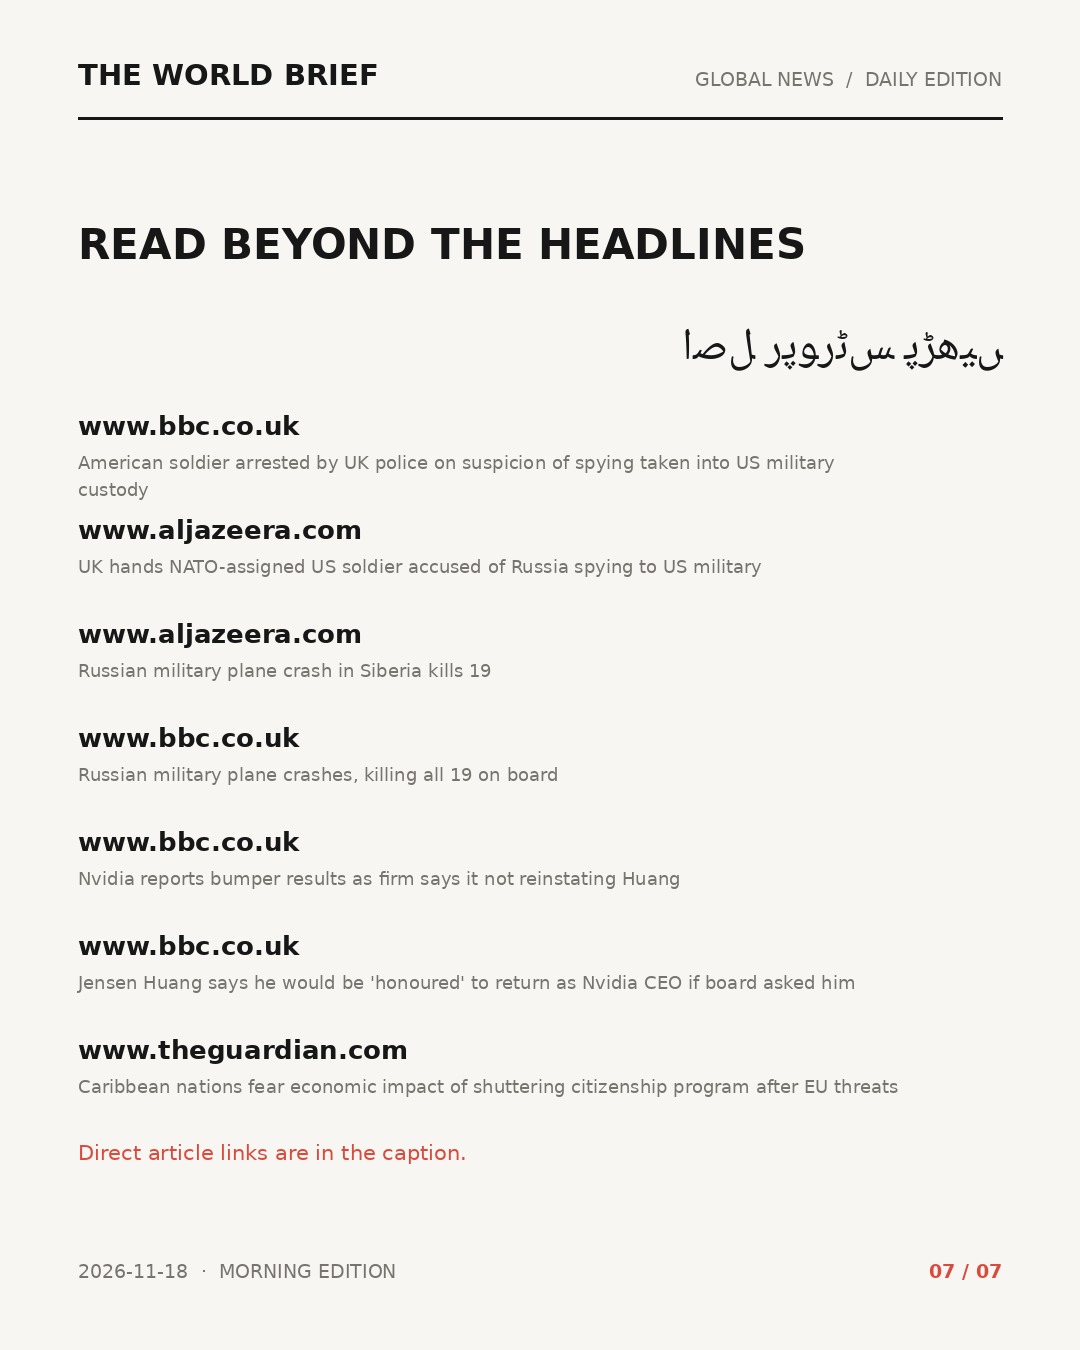 THE WORLD BRIEF
GLOBAL NEWS / DAILY EDITION
READ BEYOND THE HEADLINES
اصل رپورٹس پڑھیں
www.bbc.co.uk
American soldier arrested by UK police on suspicion of spying taken into US military
custody
www.aljazeera.com
UK hands NATO-assigned US soldier accused of Russia spying to US military
www.aljazeera.com
Russian military plane crash in Siberia kills 19
www.bbc.co.uk
Russian military plane crashes, killing all 19 on board
www.bbc.co.uk
Nvidia reports bumper results as firm says it not reinstating Huang
www.bbc.co.uk
Jensen Huang says he would be 'honoured' to return as Nvidia CEO if board asked him
www.theguardian.com
Caribbean nations fear economic impact of shuttering citizenship program after EU threats
Direct article links are in the caption.
2026-11-18 · MORNING EDITION
07 / 07